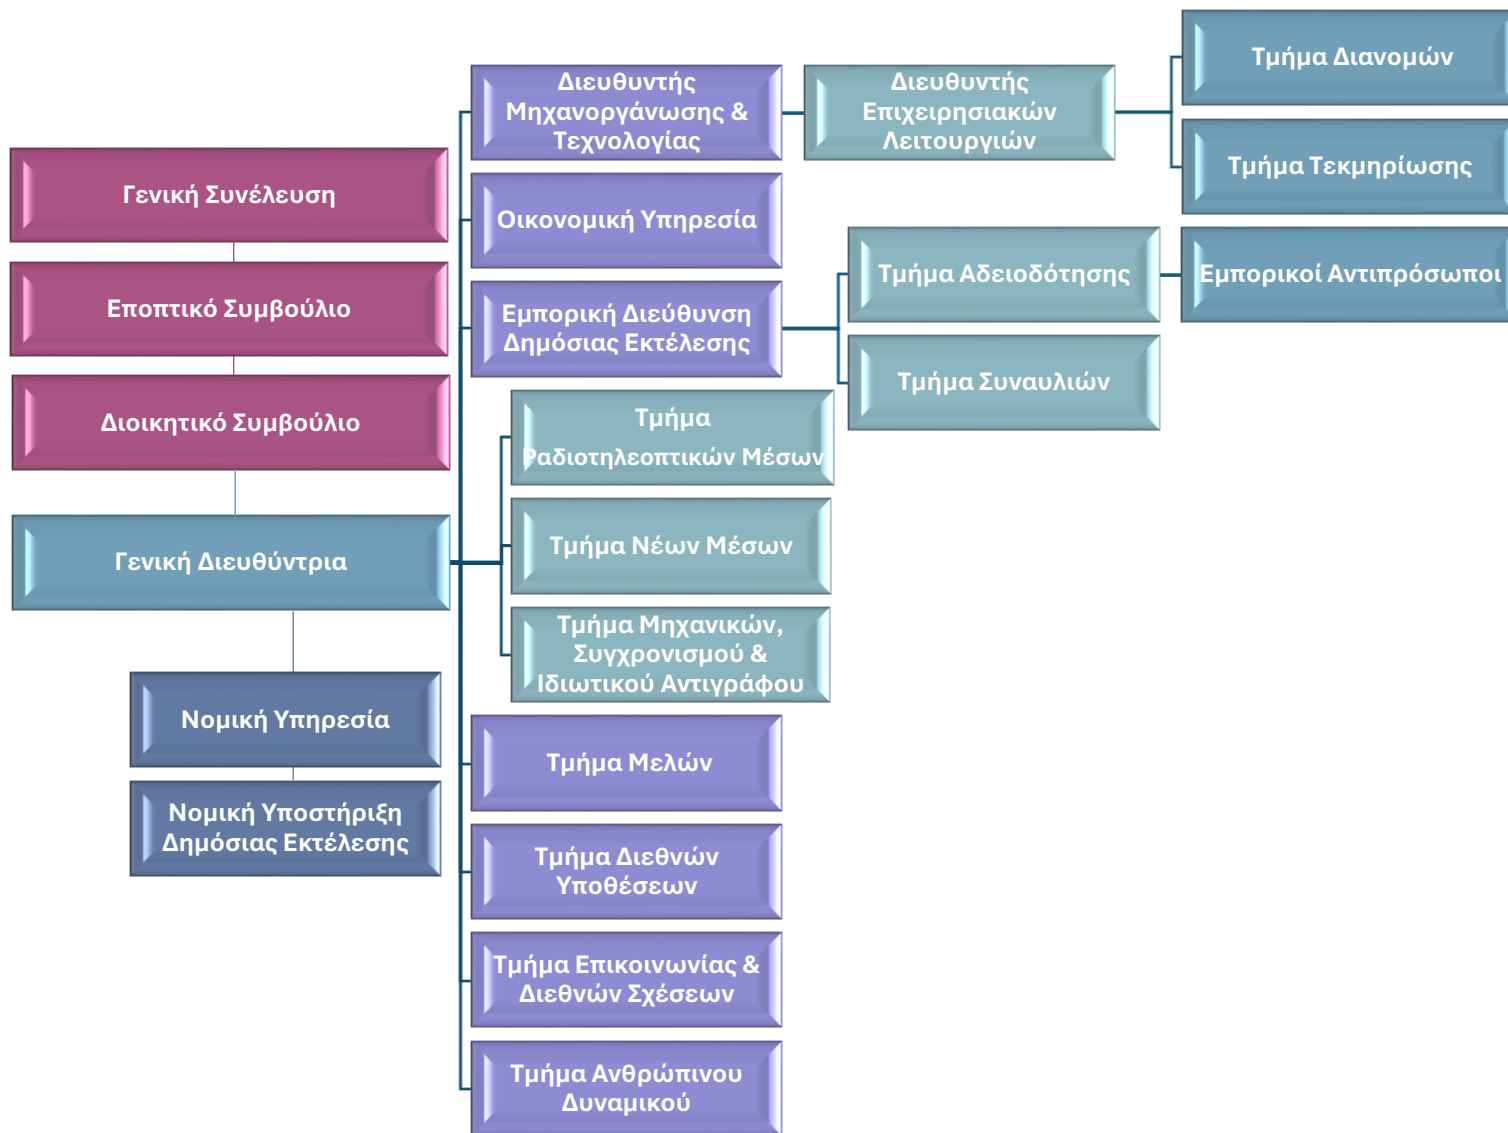 Γενική Συνέλευση
Εποπτικό Συμβούλιο
Διοικητικό Συμβούλιο
Γενική Διευθύντρια
Νομική Υπηρεσία
Νομική Υποστήριξη
Δημόσιας Εκτέλεσης
Διευθυντής
Μηχανοργάνωσης &
Τεχνολογίας
Διευθυντής
Επιχειρησιακών
Λειτουργιών
Τμήμα Διανομών
Τμήμα Τεκμηρίωσης
Οικονομική Υπηρεσία
Εμπορική Διεύθυνση
Δημόσιας Εκτέλεσης
Τμήμα Αδειοδότησης
Εμπορικοί Αντιπρόσωποι
Τμήμα Συναυλιών
Τμήμα
Ραδιοτηλεοπτικών Μέσων
Τμήμα Νέων Μέσων
Τμήμα Μηχανικών,
Συγχρονισμού &
Ιδιωτικού Αντιγράφου
Τμήμα Μελών
Τμήμα Διεθνών
Υποθέσεων
Τμήμα Επικοινωνίας &
Διεθνών Σχέσεων
Τμήμα Ανθρώπινου
Δυναμικού